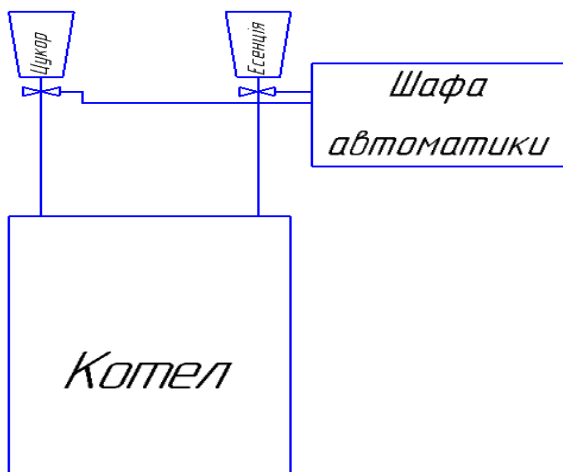 Цукор
Есенція
Шафа
автоматики
Котел